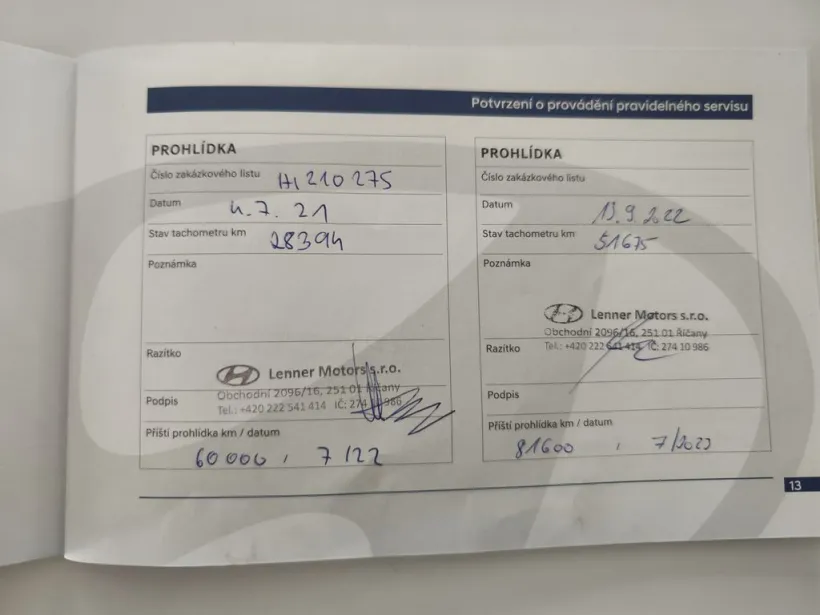 Potvrzení o provádění pravidelného servisu
PROHLÍDKA
Číslo zakázkového listu H1210275
Datum 4.7. 21
Stav tachometru km 28394
Poznámka
Razítko
Lenner Motors s.r.o.
Obchodní 2096/16, 251 01 Říčany
Tel.: +420 222 541 414 IČ: 274 10 986
Podpis
Příští prohlídka km / datum
60 000 , 7/22
PROHLÍDKA
Číslo zakázkového listu
Datum 13.9.2022
Stav tachometru km 51675
Poznámka
Lenner Motors s.r.o.
Obchodní 2096/16, 251 01 Říčany
Tel.: +420 222 541 414 IČ: 274 10 986
Razítko
Podpis
Příští prohlídka km / datum
81600 , 7/2023
13